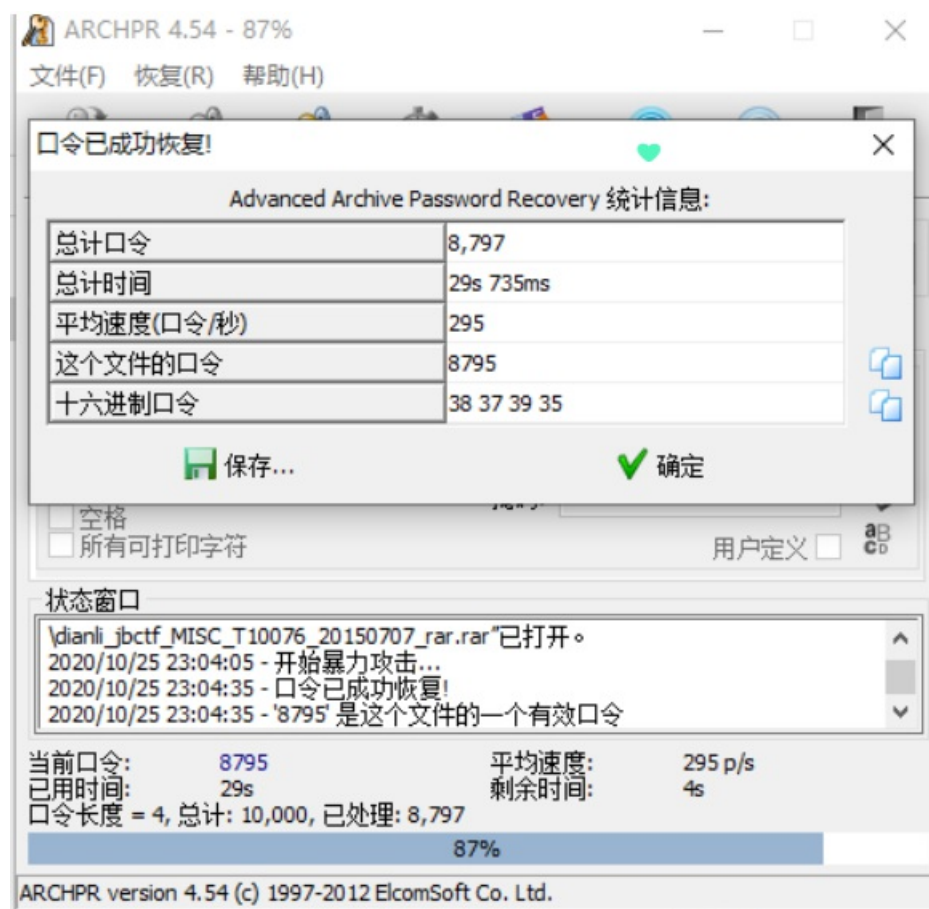 ARCHPR 4.54 - 87%
文件(F) 恢复(R) 帮助(H)
口令已成功恢复!
Advanced Archive Password Recovery 统计信息:
总计口令 8,797
总计时间 29s 735ms
平均速度(口令/秒) 295
这个文件的口令 8795
十六进制口令 38 37 39 35
保存... 确定
空格
所有可打印字符 用户定义
状态窗口
\dianli_jbctf_MISC_T10076_20150707_rar.rar"已打开。
2020/10/25 23:04:05 - 开始暴力攻击...
2020/10/25 23:04:35 - 口令已成功恢复!
2020/10/25 23:04:35 - '8795' 是这个文件的一个有效口令
当前口令: 8795 平均速度: 295 p/s
已用时间: 29s 剩余时间: 4s
口令长度 = 4, 总计: 10,000, 已处理: 8,797
87%
ARCHPR version 4.54 (c) 1997-2012 ElcomSoft Co. Ltd.